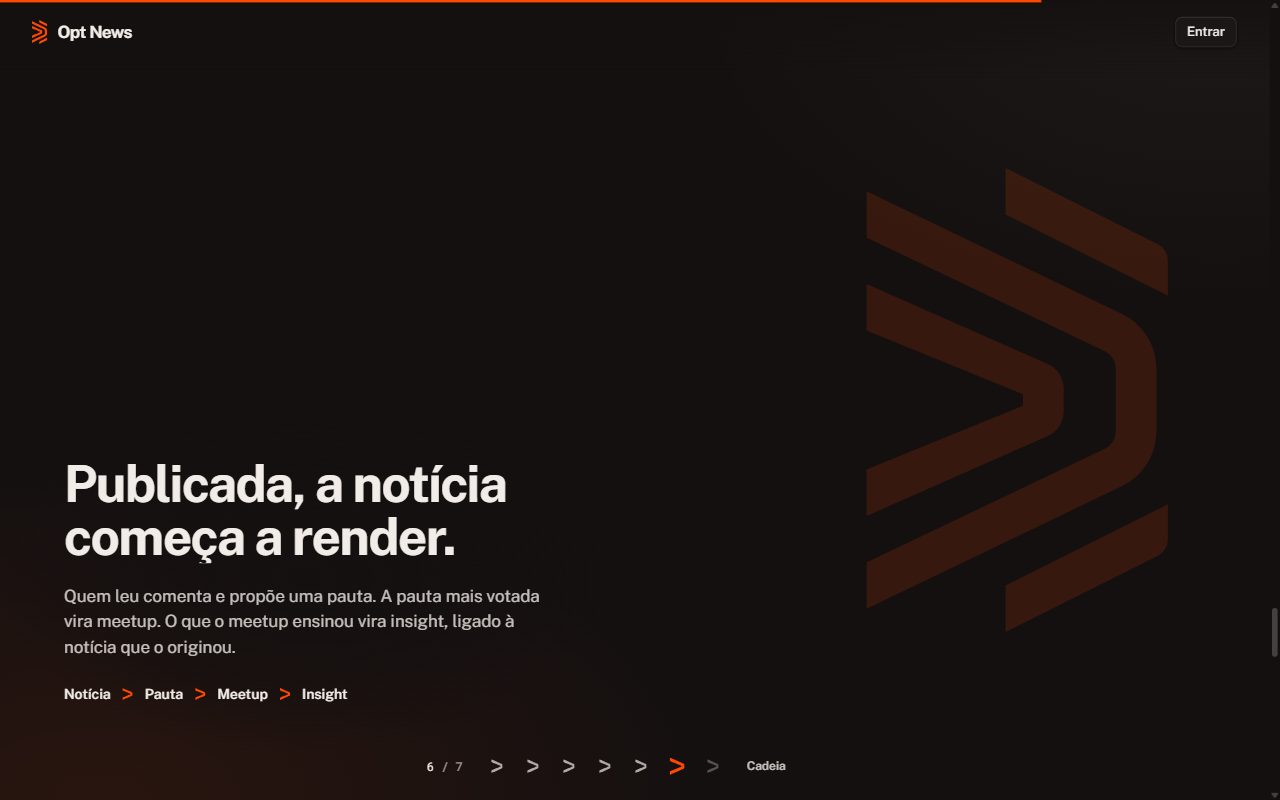 Opt News
Entrar
Publicada, a notícia
começa a render.
Quem leu comenta e propõe uma pauta. A pauta mais votada
vira meetup. O que o meetup ensinou vira insight, ligado à
notícia que o originou.
Notícia > Pauta > Meetup > Insight
6 / 7 > > > > > > > Cadeia